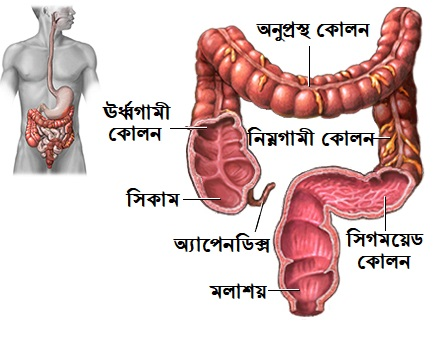 অনুপ্রস্থ কোলন
ঊর্ধ্বগামী
কোলন
নিম্নগামী কোলন
সিকাম
অ্যাপেনডিক্স
সিগময়েড
কোলন
মলাশয়